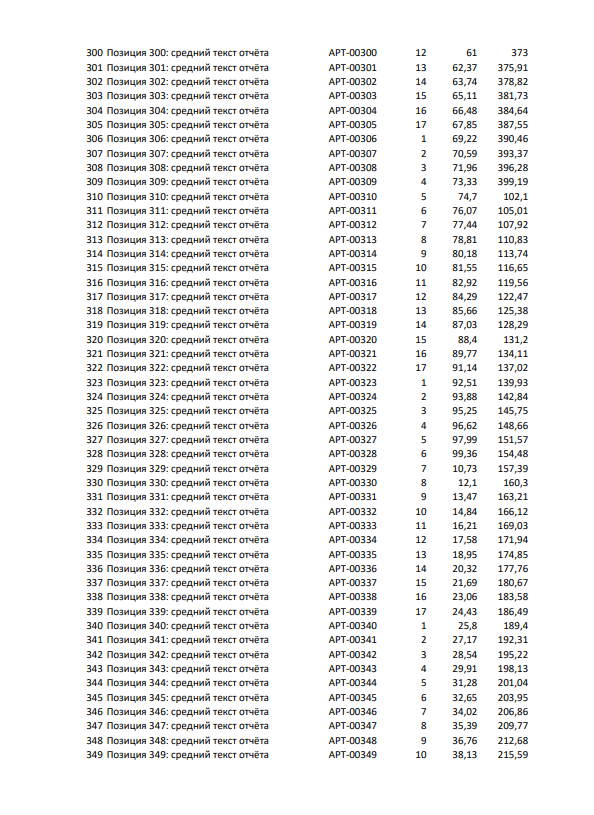 300 Позиция 300: средний текст отчёта АРТ-00300 12 61 373
301 Позиция 301: средний текст отчёта АРТ-00301 13 62,37 375,91
302 Позиция 302: средний текст отчёта АРТ-00302 14 63,74 378,82
303 Позиция 303: средний текст отчёта АРТ-00303 15 65,11 381,73
304 Позиция 304: средний текст отчёта АРТ-00304 16 66,48 384,64
305 Позиция 305: средний текст отчёта АРТ-00305 17 67,85 387,55
306 Позиция 306: средний текст отчёта АРТ-00306 1 69,22 390,46
307 Позиция 307: средний текст отчёта АРТ-00307 2 70,59 393,37
308 Позиция 308: средний текст отчёта АРТ-00308 3 71,96 396,28
309 Позиция 309: средний текст отчёта АРТ-00309 4 73,33 399,19
310 Позиция 310: средний текст отчёта АРТ-00310 5 74,7 102,1
311 Позиция 311: средний текст отчёта АРТ-00311 6 76,07 105,01
312 Позиция 312: средний текст отчёта АРТ-00312 7 77,44 107,92
313 Позиция 313: средний текст отчёта АРТ-00313 8 78,81 110,83
314 Позиция 314: средний текст отчёта АРТ-00314 9 80,18 113,74
315 Позиция 315: средний текст отчёта АРТ-00315 10 81,55 116,65
316 Позиция 316: средний текст отчёта АРТ-00316 11 82,92 119,56
317 Позиция 317: средний текст отчёта АРТ-00317 12 84,29 122,47
318 Позиция 318: средний текст отчёта АРТ-00318 13 85,66 125,38
319 Позиция 319: средний текст отчёта АРТ-00319 14 87,03 128,29
320 Позиция 320: средний текст отчёта АРТ-00320 15 88,4 131,2
321 Позиция 321: средний текст отчёта АРТ-00321 16 89,77 134,11
322 Позиция 322: средний текст отчёта АРТ-00322 17 91,14 137,02
323 Позиция 323: средний текст отчёта АРТ-00323 1 92,51 139,93
324 Позиция 324: средний текст отчёта АРТ-00324 2 93,88 142,84
325 Позиция 325: средний текст отчёта АРТ-00325 3 95,25 145,75
326 Позиция 326: средний текст отчёта АРТ-00326 4 96,62 148,66
327 Позиция 327: средний текст отчёта АРТ-00327 5 97,99 151,57
328 Позиция 328: средний текст отчёта АРТ-00328 6 99,36 154,48
329 Позиция 329: средний текст отчёта АРТ-00329 7 10,73 157,39
330 Позиция 330: средний текст отчёта АРТ-00330 8 12,1 160,3
331 Позиция 331: средний текст отчёта АРТ-00331 9 13,47 163,21
332 Позиция 332: средний текст отчёта АРТ-00332 10 14,84 166,12
333 Позиция 333: средний текст отчёта АРТ-00333 11 16,21 169,03
334 Позиция 334: средний текст отчёта АРТ-00334 12 17,58 171,94
335 Позиция 335: средний текст отчёта АРТ-00335 13 18,95 174,85
336 Позиция 336: средний текст отчёта АРТ-00336 14 20,32 177,76
337 Позиция 337: средний текст отчёта АРТ-00337 15 21,69 180,67
338 Позиция 338: средний текст отчёта АРТ-00338 16 23,06 183,58
339 Позиция 339: средний текст отчёта АРТ-00339 17 24,43 186,49
340 Позиция 340: средний текст отчёта АРТ-00340 1 25,8 189,4
341 Позиция 341: средний текст отчёта АРТ-00341 2 27,17 192,31
342 Позиция 342: средний текст отчёта АРТ-00342 3 28,54 195,22
343 Позиция 343: средний текст отчёта АРТ-00343 4 29,91 198,13
344 Позиция 344: средний текст отчёта АРТ-00344 5 31,28 201,04
345 Позиция 345: средний текст отчёта АРТ-00345 6 32,65 203,95
346 Позиция 346: средний текст отчёта АРТ-00346 7 34,02 206,86
347 Позиция 347: средний текст отчёта АРТ-00347 8 35,39 209,77
348 Позиция 348: средний текст отчёта АРТ-00348 9 36,76 212,68
349 Позиция 349: средний текст отчёта АРТ-00349 10 38,13 215,59